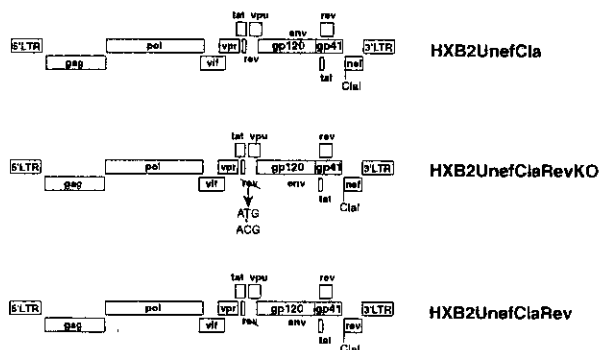 tat vpu env rev
5'LTR pol vpr gp120 gp41 3'LTR HXB2UnefCla
gag vif rev tat nef
ClaI
tat vpu rev
5'LTR pol vpr gp120 gp41 3'LTR HXB2UnefClaRevKO
gag vif rev env tat nef
ClaI
ATG
ACG
tat vpu rev
5'LTR pol vpr gp120 gp41 3'LTR HXB2UnefClaRev
gag vif rev env tat rev
ClaI